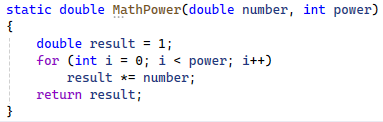 static double MathPower(double number, int power)
{
    double result = 1;
    for (int i = 0; i < power; i++)
        result *= number;
    return result;
}